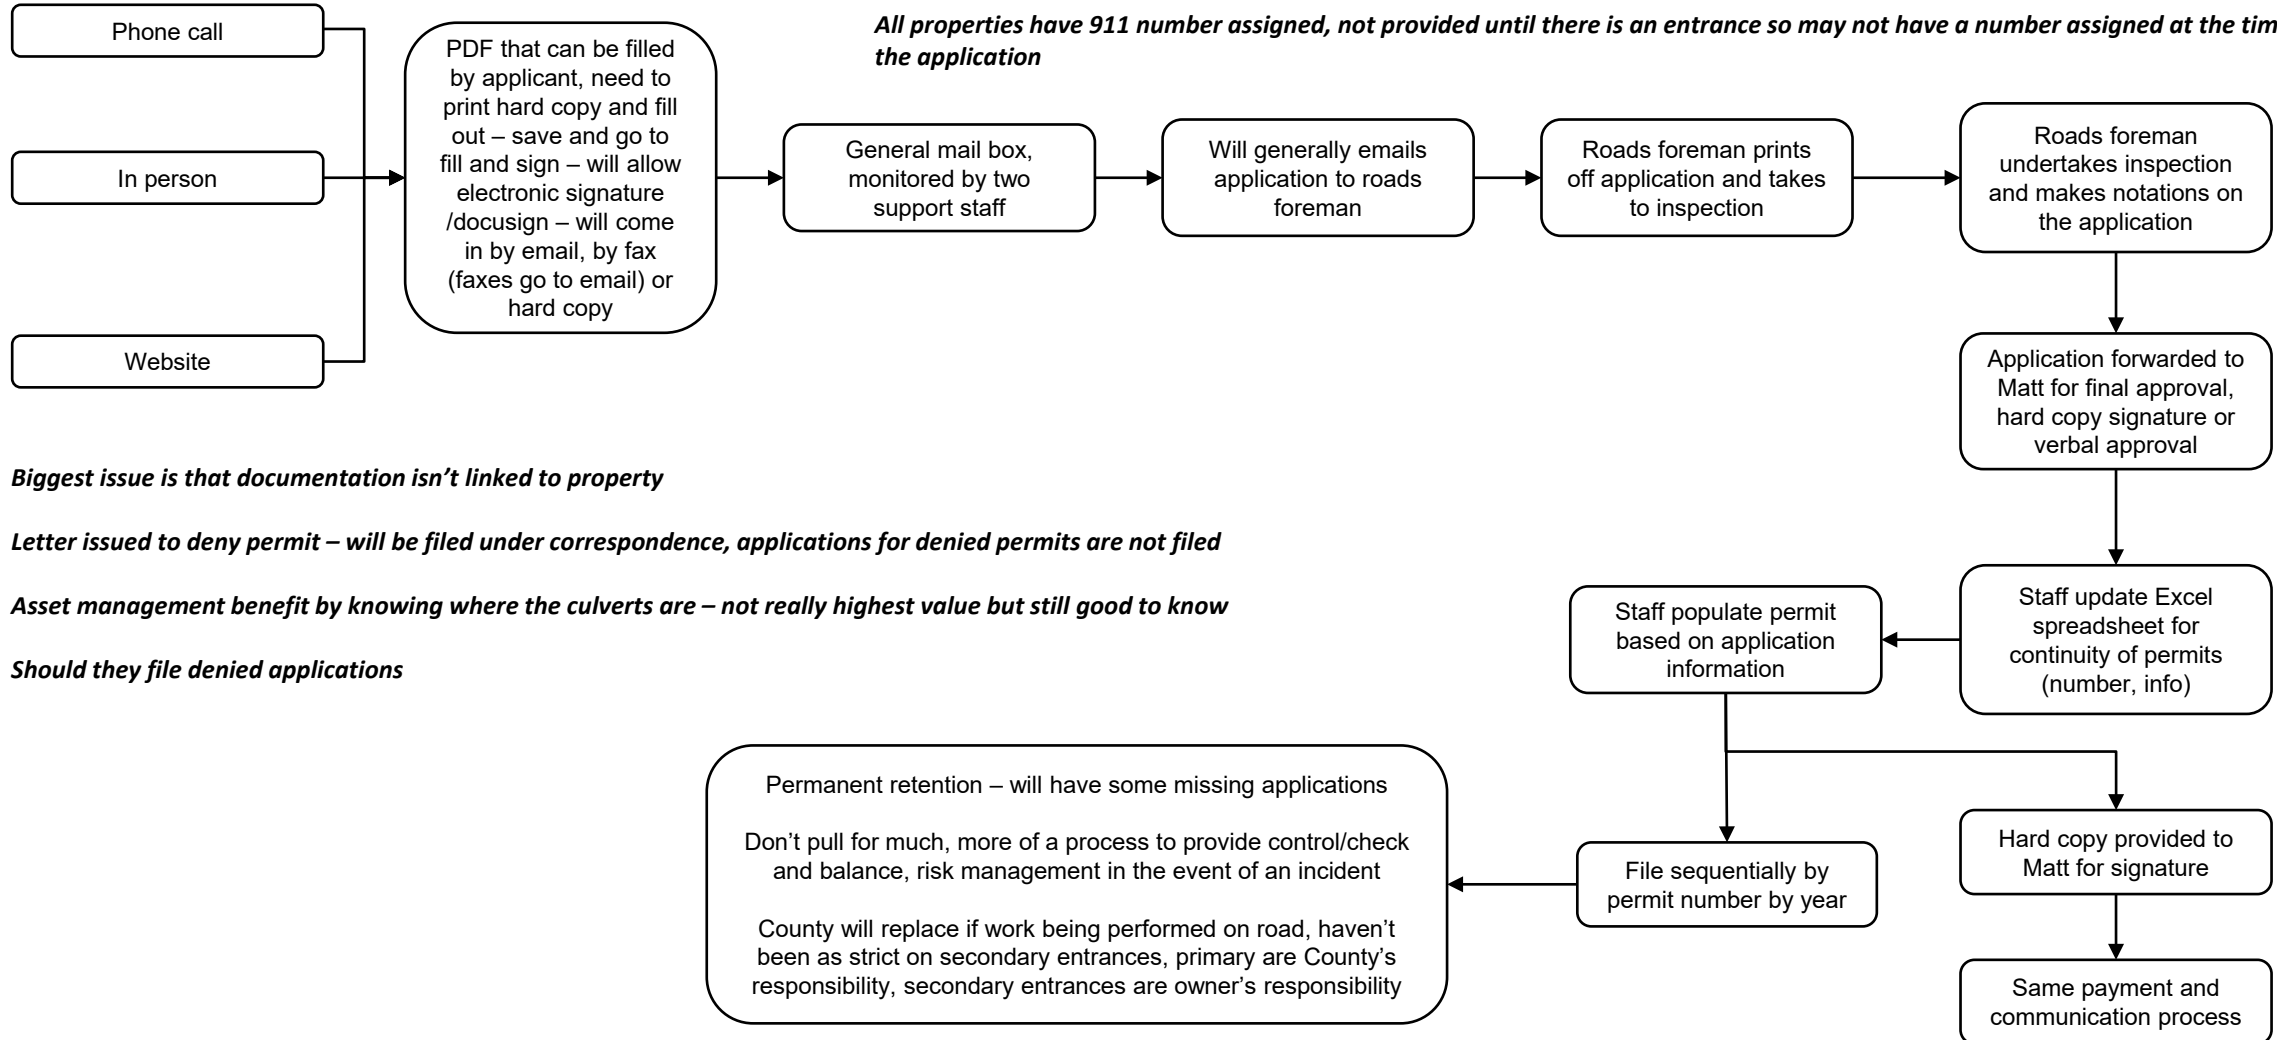 Phone call
In person
Website
PDF that can be filled
by applicant, need to
print hard copy and fill
out – save and go to
fill and sign – will allow
electronic signature
/docusign – will come
in by email, by fax
(faxes go to email) or
hard copy
All properties have 911 number assigned, not provided until there is an entrance so may not have a number assigned at the tim
the application
General mail box,
monitored by two
support staff
Will generally emails
application to roads
foreman
Roads foreman prints
off application and takes
to inspection
Roads foreman
undertakes inspection
and makes notations on
the application
Application forwarded to
Matt for final approval,
hard copy signature or
verbal approval
Biggest issue is that documentation isn’t linked to property
Letter issued to deny permit – will be filed under correspondence, applications for denied permits are not filed
Asset management benefit by knowing where the culverts are – not really highest value but still good to know
Should they file denied applications
Staff update Excel
spreadsheet for
continuity of permits
(number, info)
Staff populate permit
based on application
information
Hard copy provided to
Matt for signature
Same payment and
communication process
File sequentially by
permit number by year
Permanent retention – will have some missing applications
Don’t pull for much, more of a process to provide control/check
and balance, risk management in the event of an incident
County will replace if work being performed on road, haven’t
been as strict on secondary entrances, primary are County’s
responsibility, secondary entrances are owner’s responsibility